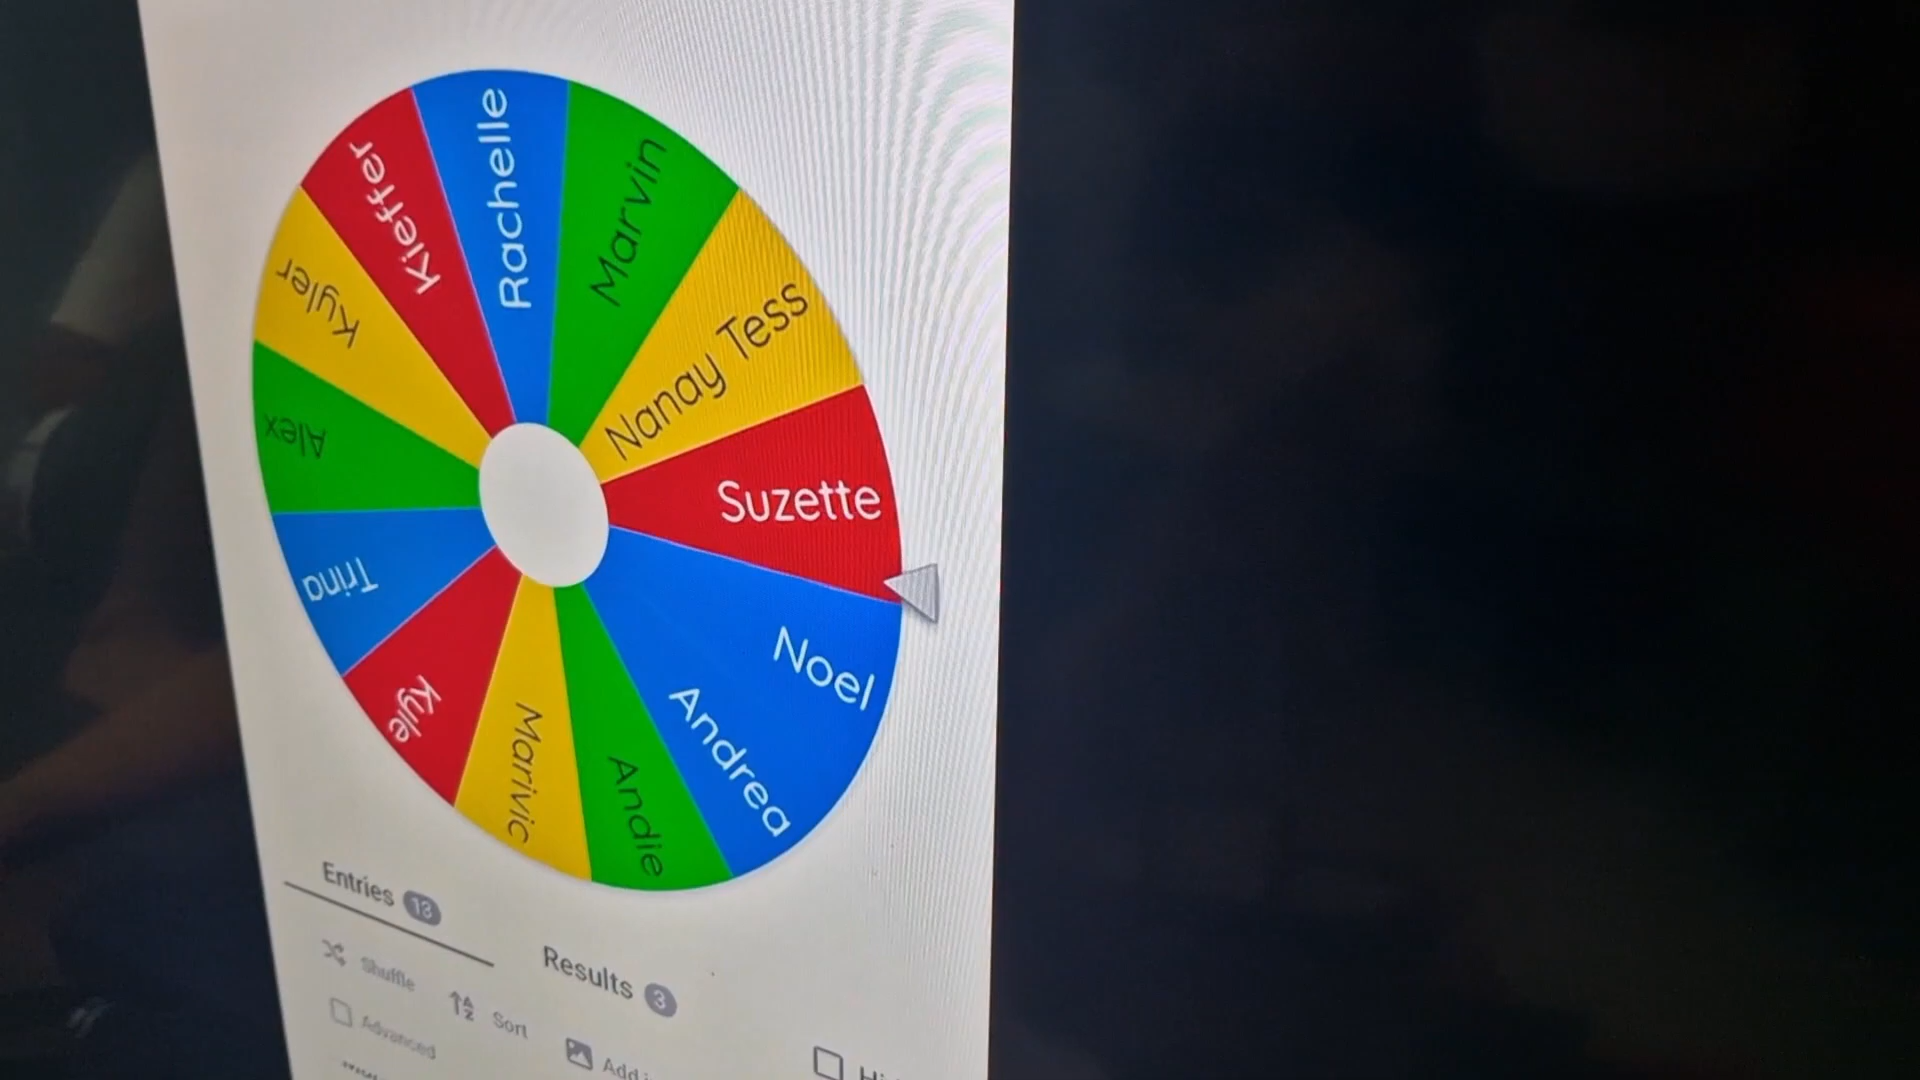 Rachelle
Marvin
Nanay Tess
Suzette
Noel
Andrea
Andie
Marivic
Kyle
Trina
Alex
Kyler
Kieffer
Entries 13
Results 3
Shuffle
Sort
Advanced
Add